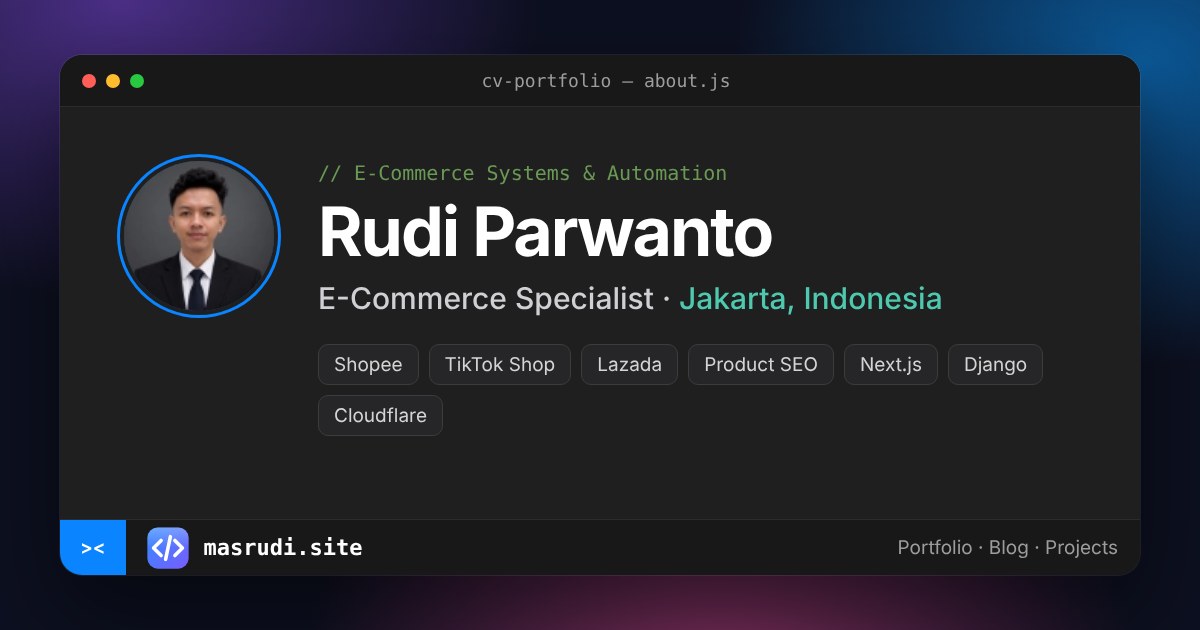 cv-portfolio — about.js
// E-Commerce Systems & Automation
Rudi Parwanto
E-Commerce Specialist · Jakarta, Indonesia
Shopee TikTok Shop Lazada Product SEO Next.js Django
Cloudflare
>< </> masrudi.site Portfolio · Blog · Projects